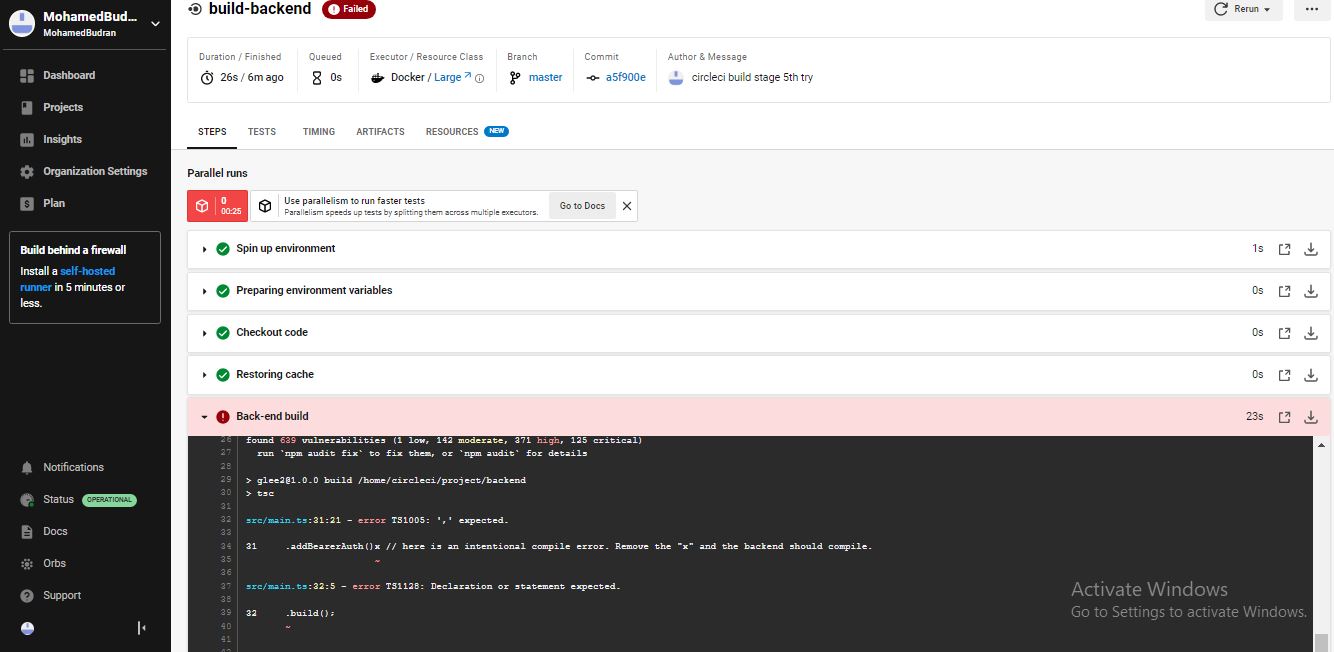 MohamedBud...
MohamedBudran
Dashboard
Projects
Insights
Organization Settings
Plan
Build behind a firewall
Install a self-hosted
runner in 5 minutes or
less.
Notifications
Status OPERATIONAL
Docs
Orbs
Support
build-backend Failed
Rerun
Duration / Finished
26s / 6m ago
Queued
0s
Executor / Resource Class
Docker / Large
Branch
master
Commit
a5f900e
Author & Message
circleci build stage 5th try
STEPS TESTS TIMING ARTIFACTS RESOURCES NEW
Parallel runs
0
00:25
Use parallelism to run faster tests
Parallelism speeds up tests by splitting them across multiple executors.
Go to Docs
Spin up environment 1s
Preparing environment variables 0s
Checkout code 0s
Restoring cache 0s
Back-end build 23s
26 found 639 vulnerabilities (1 low, 142 moderate, 371 high, 125 critical)
27 run `npm audit fix` to fix them, or `npm audit` for details
28
29 > glee2@1.0.0 build /home/circleci/project/backend
30 > tsc
31
32 src/main.ts:31:21 - error TS1005: ',' expected.
33
34 31 .addBearerAuth()x // here is an intentional compile error. Remove the "x" and the backend should compile.
35 ~
36
37 src/main.ts:32:5 - error TS1128: Declaration or statement expected.
38
39 32 .build();
40 ~
41
Activate Windows
Go to Settings to activate Windows.